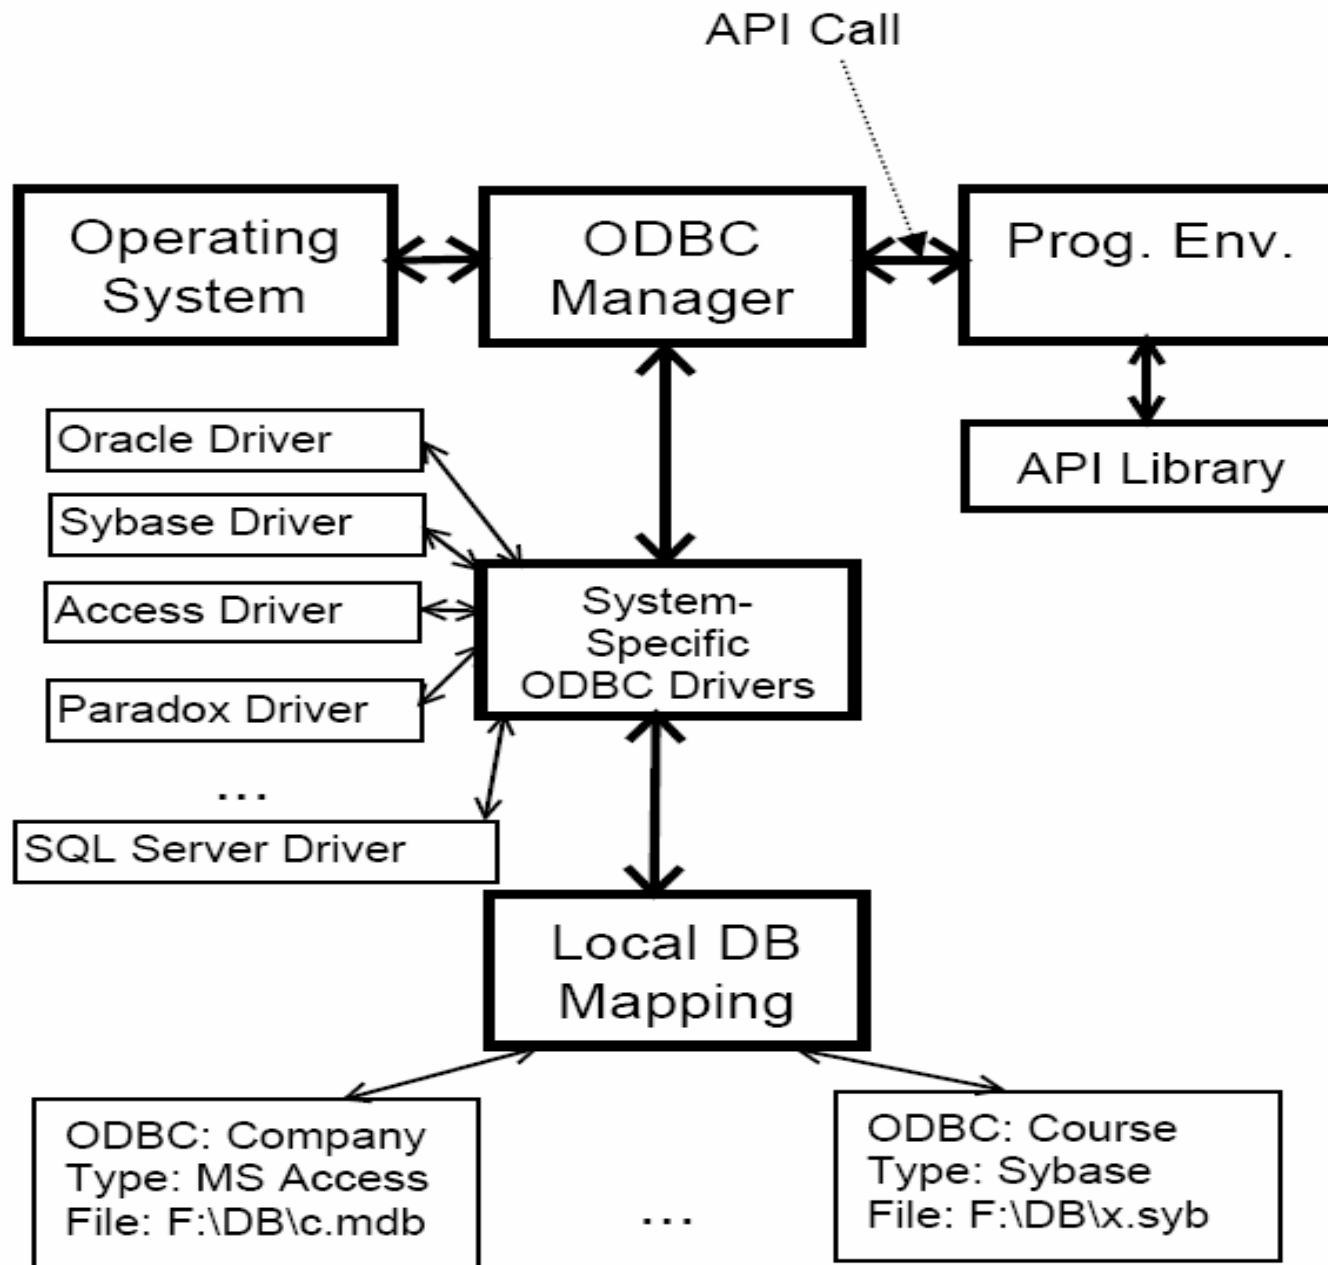 API Call
Operating
System
ODBC
Manager
Prog. Env.
API Library
Oracle Driver
Sybase Driver
Access Driver
Paradox Driver
...
SQL Server Driver
System-
Specific
ODBC Drivers
Local DB
Mapping
ODBC: Company
Type: MS Access
File: F:\DB\c.mdb
...
ODBC: Course
Type: Sybase
File: F:\DB\x.syb